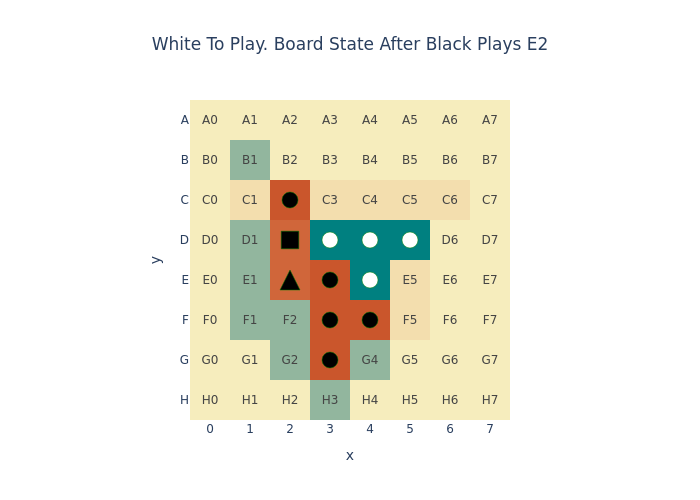 White To Play. Board State After Black Plays E2
A A0 A1 A2 A3 A4 A5 A6 A7
B B0 B1 B2 B3 B4 B5 B6 B7
C C0 C1 C3 C4 C5 C6 C7
D D0 D1 D6 D7
y
E E0 E1 E5 E6 E7
F F0 F1 F2 F5 F6 F7
G G0 G1 G2 G4 G5 G6 G7
H H0 H1 H2 H3 H4 H5 H6 H7
0 1 2 3 4 5 6 7
x